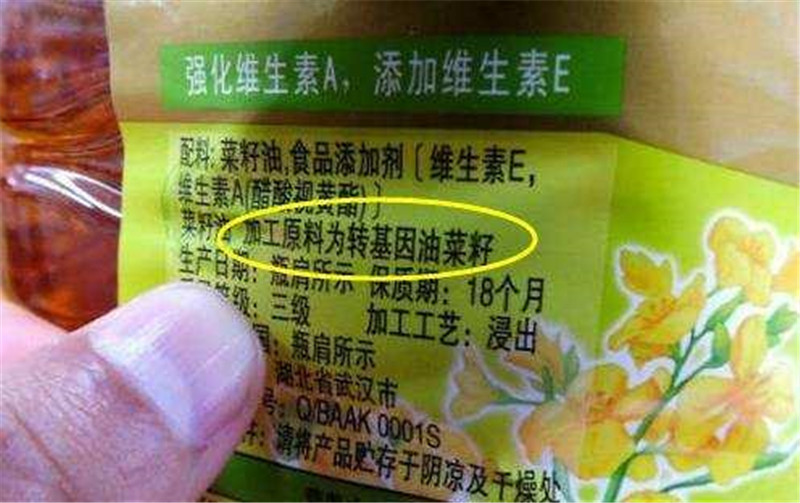 强化维生素A，添加维生素E
配料：菜籽油,食品添加剂〔维生素E，
维生素A(醋酸视黄酯)〕
菜籽油 加工原料为转基因油菜籽
生产日期：瓶肩所示 保质期：18个月
等级：三级 加工工艺：浸出
：瓶肩所示
湖北省武汉市
号：Q/BAAK 0001S
：请将产品贮存于阴凉及干燥处